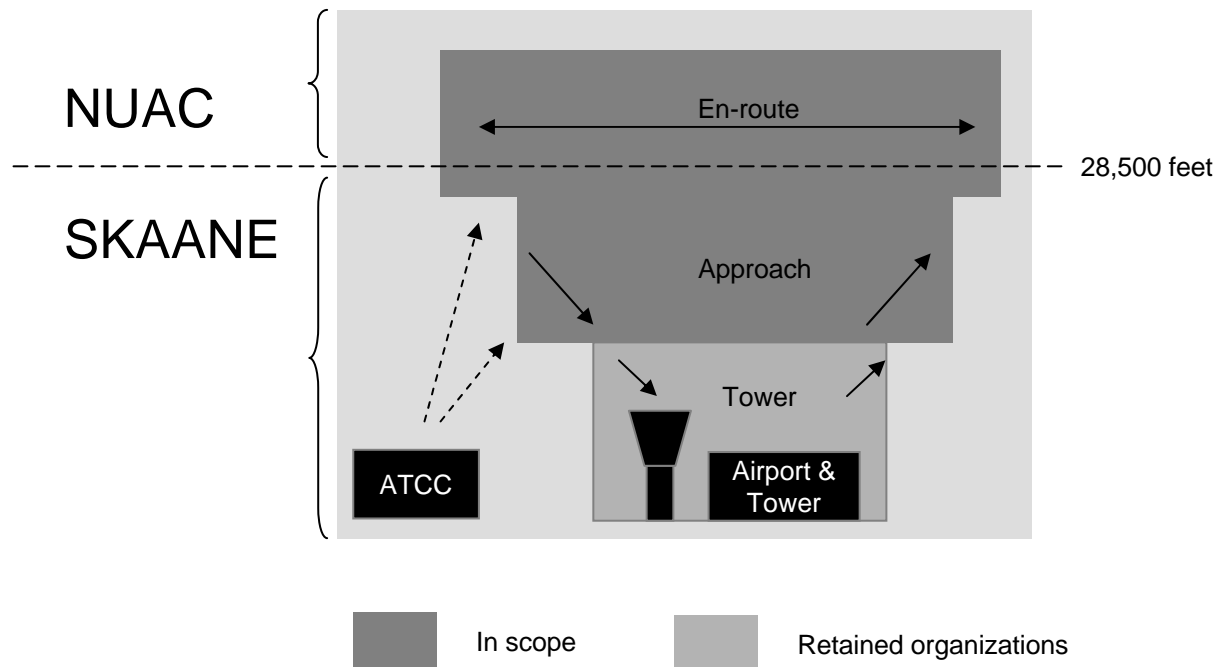 NUAC
En-route
28,500 feet
SKAANE
Approach
Tower
ATCC
Airport &
Tower
In scope
Retained organizations